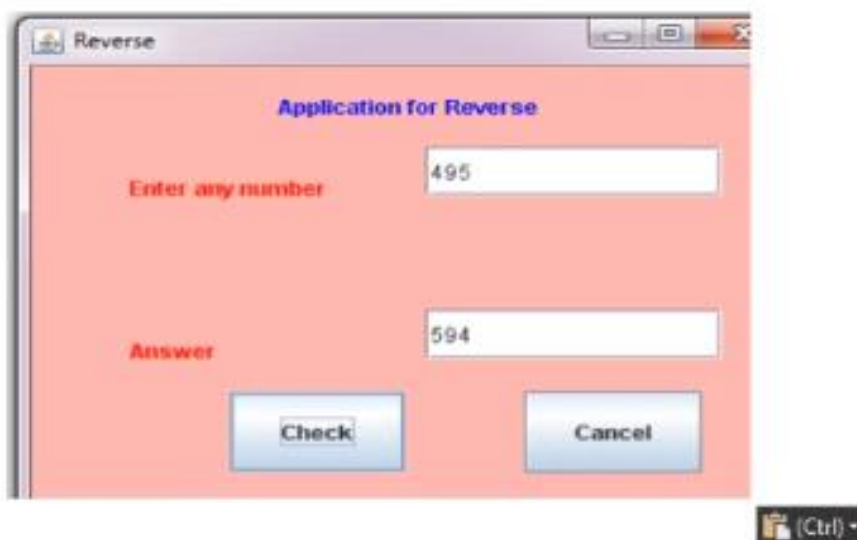 Reverse
Application for Reverse
Enter any number
495
Answer
594
Check
Cancel
(Ctrl)